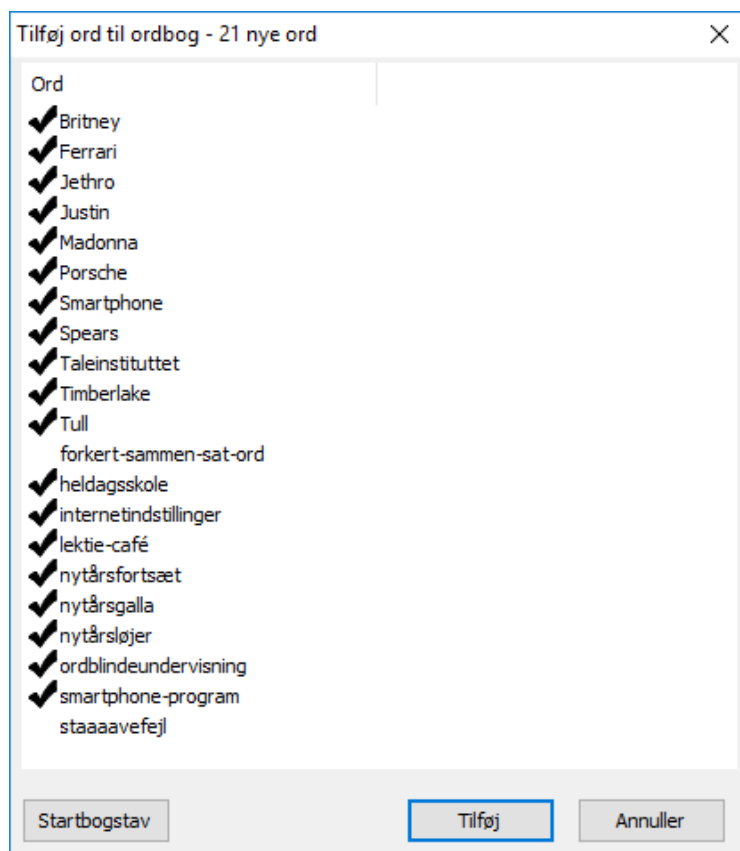 Tilføj ord til ordbog - 21 nye ord
Ord
Britney
Ferrari
Jethro
Justin
Madonna
Porsche
Smartphone
Spears
Taleinstituttet
Timberlake
Tull
forkert-sammen-sat-ord
heldagsskole
internetindstillinger
lektie-café
nytårsfortsæt
nytårsgalla
nytårsløjer
ordblindeundervisning
smartphone-program
staaaavefejl
Startbogstav Tilføj Annuller